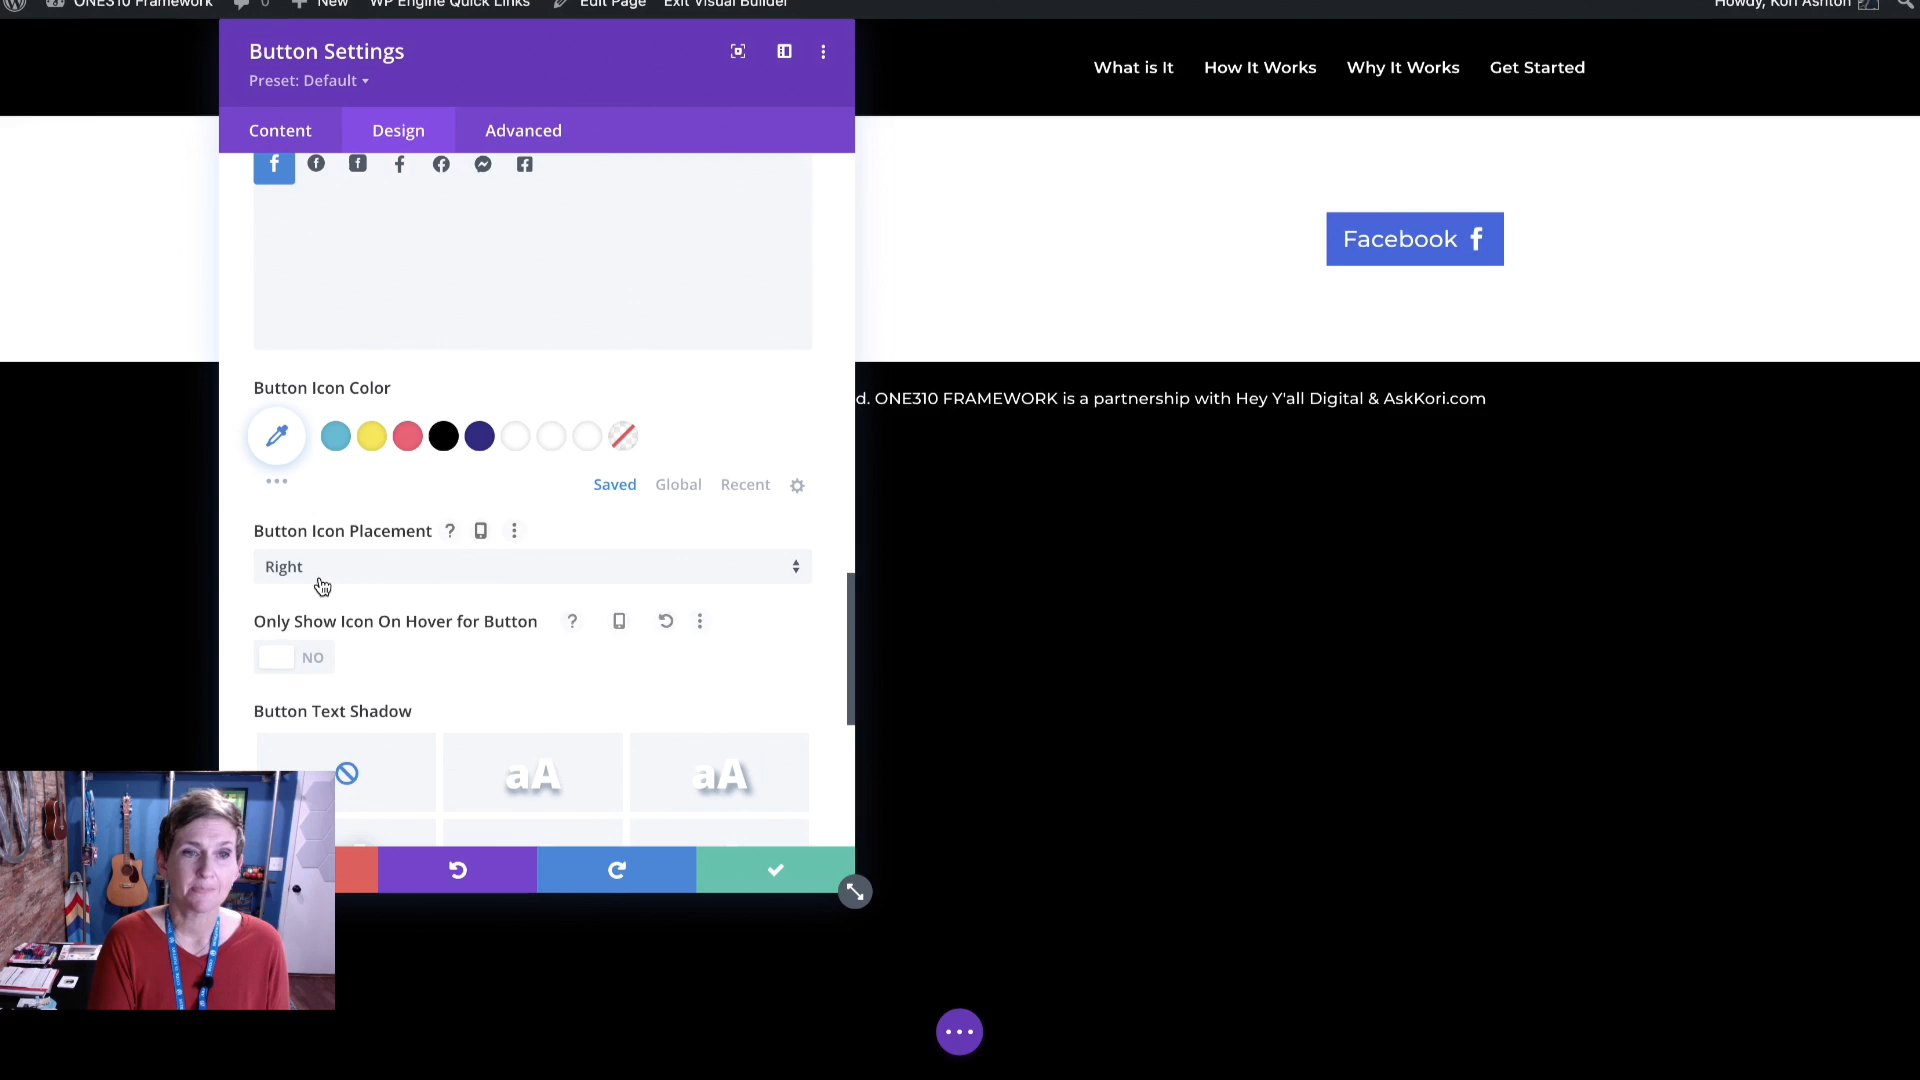 ONE310 Framework 0 New WP Engine Quick Links Edit Page Exit Visual Builder Howdy, Kori Ashton
Button Settings
Preset: Default
What is It How It Works Why It Works Get Started
Content Design Advanced
Facebook
Button Icon Color
d. ONE310 FRAMEWORK is a partnership with Hey Y'all Digital & AskKori.com
Saved Global Recent
Button Icon Placement ?
Right
Only Show Icon On Hover for Button ?
NO
Button Text Shadow
aA aA